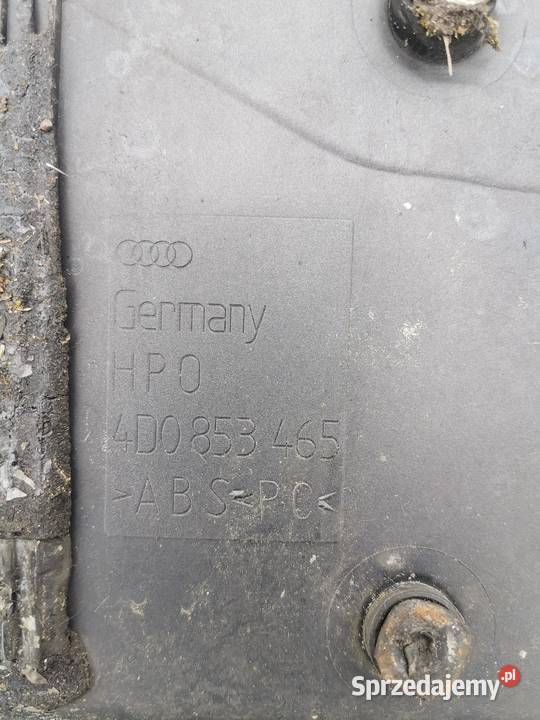 Germany
HPO
4D0 853 465
>ABS<PC<
Sprzedajemy.pl